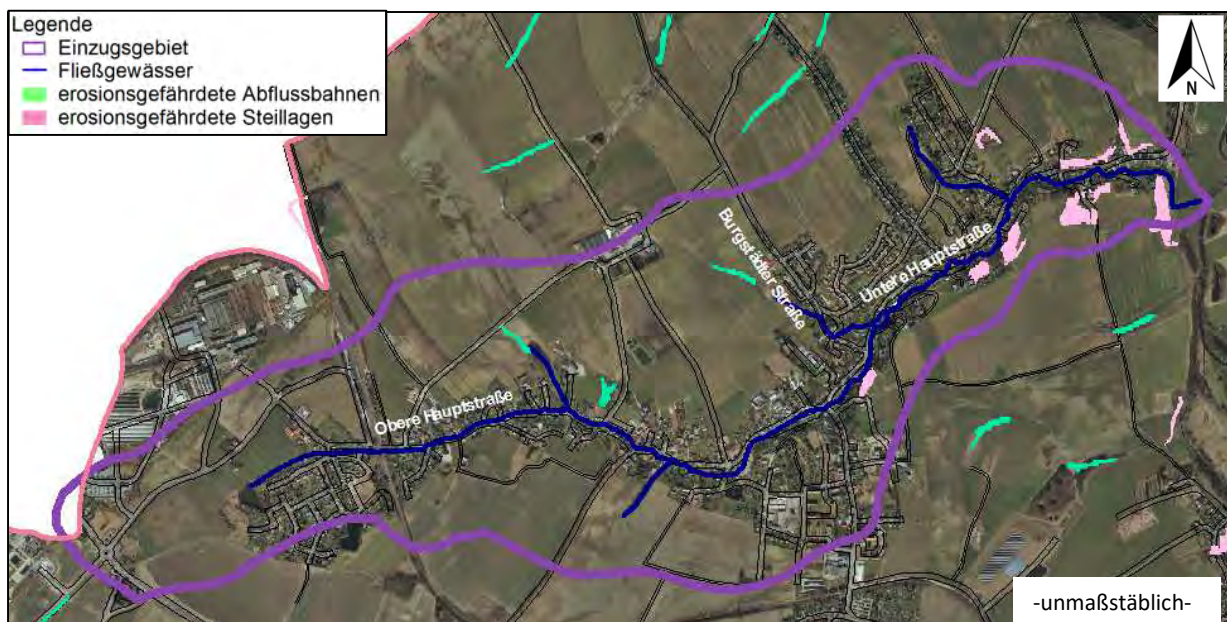 Legende
Einzugsgebiet
Fließgewässer
erosionsgefährdete Abflussbahnen
erosionsgefährdete Steillagen
N
Burgstädter Straße
Untere Hauptstraße
Obere Hauptstraße
-unmaßstäblich-